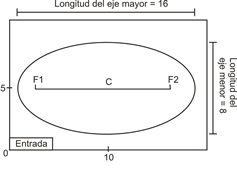 Longitud del eje mayor = 16
F1
F2
C
Longitud del
eje menor = 8
5
Entrada
0
10